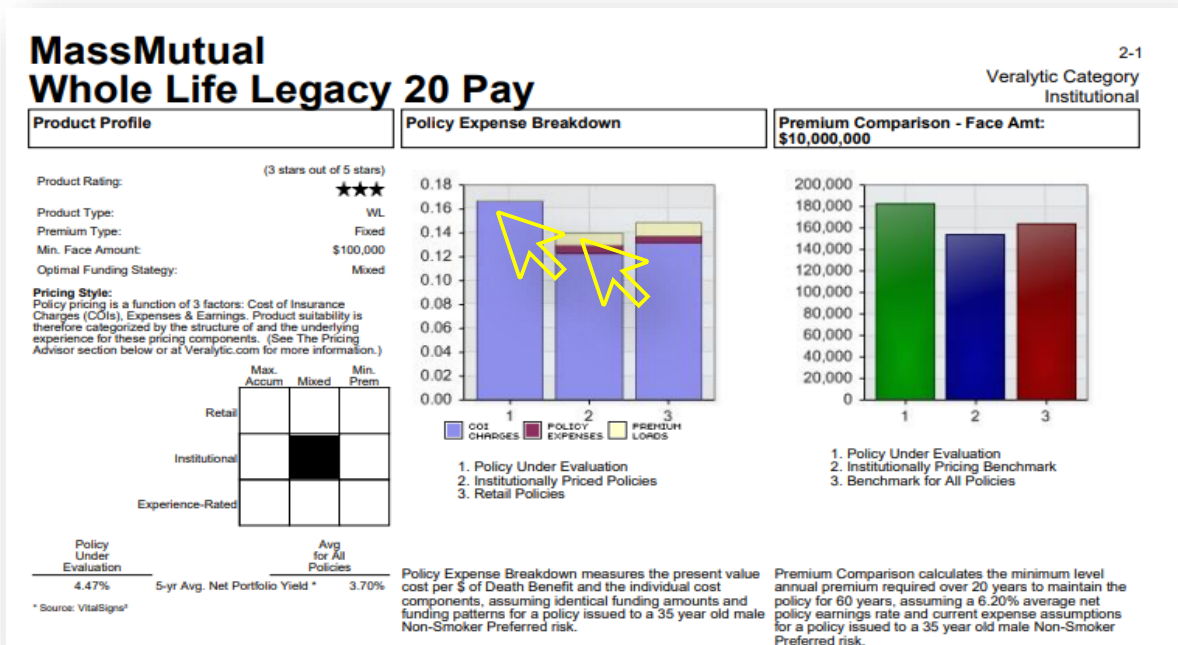 MassMutual
Whole Life Legacy 20 Pay
2-1
Veralytic Category
Institutional
Product Profile
Product Rating:
(3 stars out of 5 stars)
★★★
Product Type:
WL
Premium Type:
Fixed
Min. Face Amount:
$100,000
Optimal Funding Stategy:
Mixed
Pricing Style:
Policy pricing is a function of 3 factors: Cost of Insurance
Charges (COIs), Expenses & Earnings. Product suitability is
therefore categorized by the structure of and the underlying
experience for these pricing components. (See The Pricing
Advisor section below or at Veralytic.com for more information.)
Max.
Accum
Mixed
Min.
Prem
Retail
Institutional
Experience-Rated
Policy
Under
Evaluation
Avg
for All
Policies
4.47%
5-yr Avg. Net Portfolio Yield *
3.70%
* Source: VitalSigns²
Policy Expense Breakdown
0.18
0.16
0.14
0.12
0.10
0.08
0.06
0.04
0.02
0.00
1
2
3
COI
CHARGES
POLICY
EXPENSES
PREMIUM
LOADS
1. Policy Under Evaluation
2. Institutionally Priced Policies
3. Retail Policies
Policy Expense Breakdown measures the present value
cost per $ of Death Benefit and the individual cost
components, assuming identical funding amounts and
funding patterns for a policy issued to a 35 year old male
Non-Smoker Preferred risk.
Premium Comparison - Face Amt:
$10,000,000
200,000
180,000
160,000
140,000
120,000
100,000
80,000
60,000
40,000
20,000
0
1
2
3
1. Policy Under Evaluation
2. Institutionally Pricing Benchmark
3. Benchmark for All Policies
Premium Comparison calculates the minimum level
annual premium required over 20 years to maintain the
policy for 60 years, assuming a 6.20% average net
policy earnings rate and current expense assumptions
for a policy issued to a 35 year old male Non-Smoker
Preferred risk.